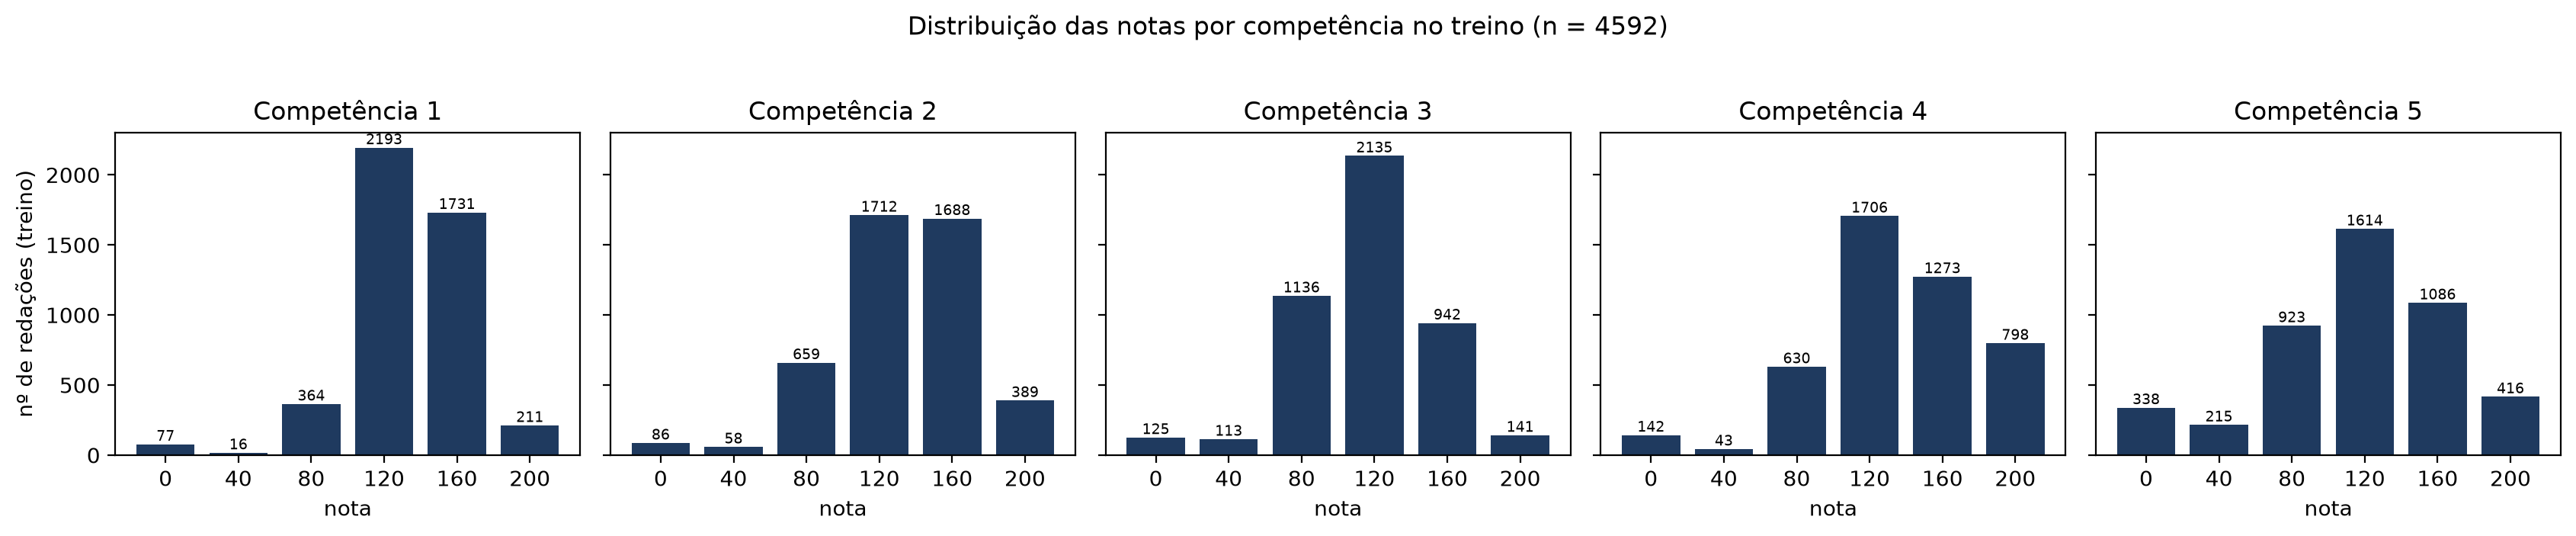 Distribuição das notas por competência no treino (n = 4592)
Competência 1
nº de redações (treino)
2000
1500
1000
500
0
77
16
364
2193
1731
211
0 40 80 120 160 200
nota
Competência 2
86
58
659
1712
1688
389
0 40 80 120 160 200
nota
Competência 3
125
113
1136
2135
942
141
0 40 80 120 160 200
nota
Competência 4
142
43
630
1706
1273
798
0 40 80 120 160 200
nota
Competência 5
338
215
923
1614
1086
416
0 40 80 120 160 200
nota